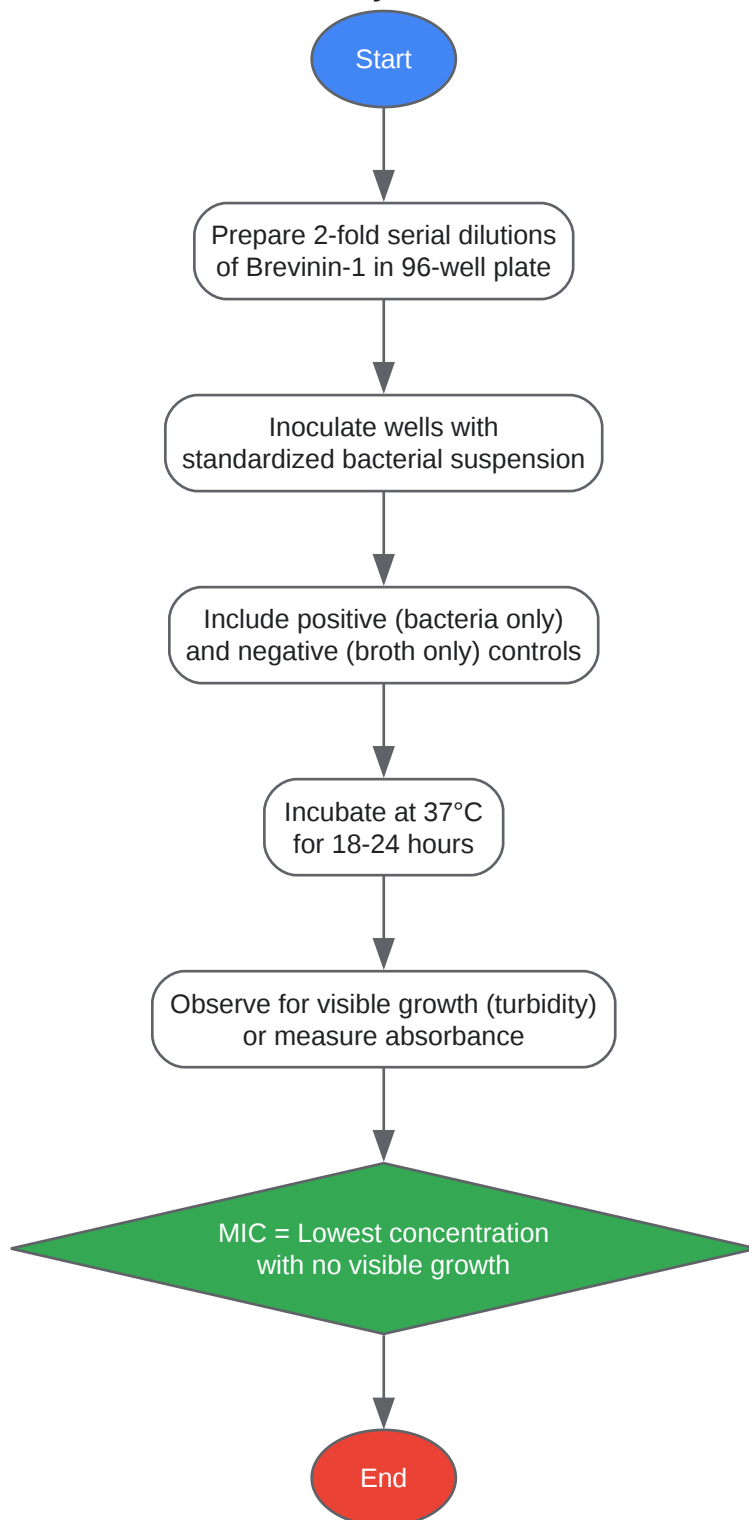 Start
Prepare 2-fold serial dilutions
of Brevinin-1 in 96-well plate
Inoculate wells with
standardized bacterial suspension
Include positive (bacteria only)
and negative (broth only) controls
Incubate at 37°C
for 18-24 hours
Observe for visible growth (turbidity)
or measure absorbance
MIC = Lowest concentration
with no visible growth
End